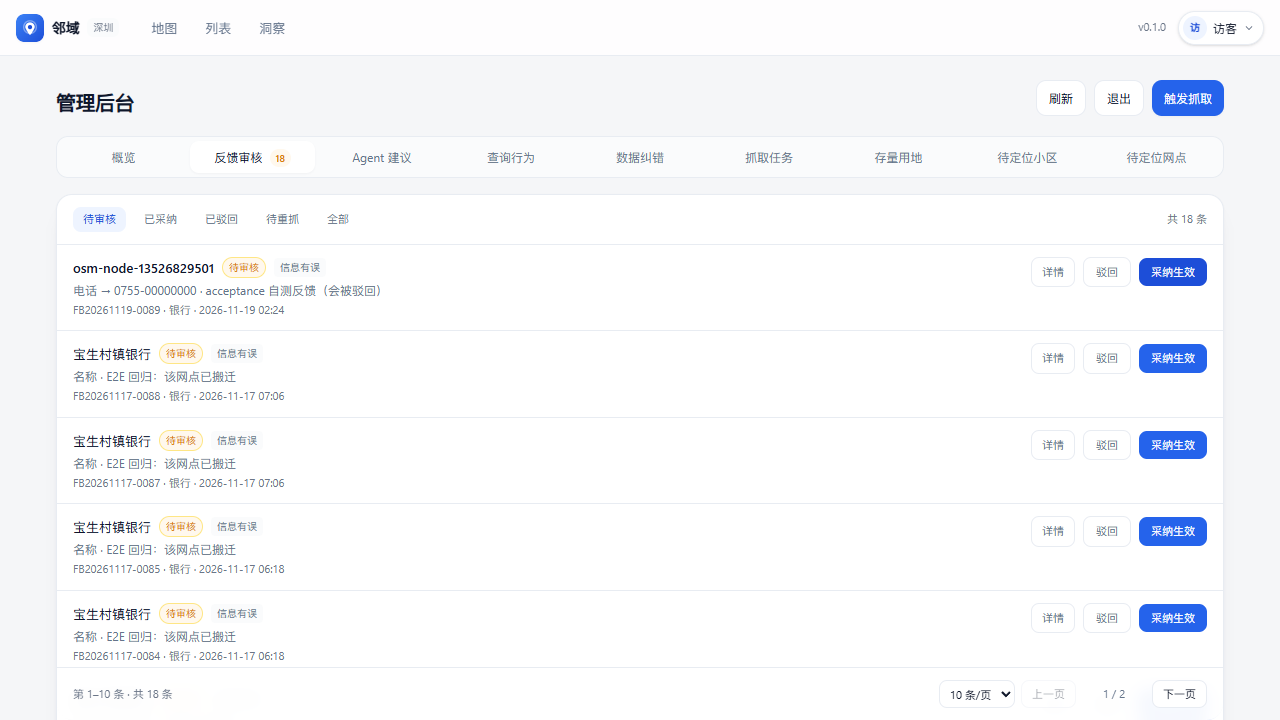 邻域 深圳 地图 列表 洞察 v0.1.0 访 访客
管理后台 刷新 退出 触发抓取
概览 反馈审核 18 Agent 建议 查询行为 数据纠错 抓取任务 存量用地 待定位小区 待定位网点
待审核 已采纳 已驳回 待重抓 全部 共 18 条
osm-node-13526829501 待审核 信息有误 详情 驳回 采纳生效
电话 → 0755-00000000 · acceptance 自测反馈（会被驳回）
FB20261119-0089 · 银行 · 2026-11-19 02:24
宝生村镇银行 待审核 信息有误 详情 驳回 采纳生效
名称 · E2E 回归：该网点已搬迁
FB20261117-0088 · 银行 · 2026-11-17 07:06
宝生村镇银行 待审核 信息有误 详情 驳回 采纳生效
名称 · E2E 回归：该网点已搬迁
FB20261117-0087 · 银行 · 2026-11-17 07:06
宝生村镇银行 待审核 信息有误 详情 驳回 采纳生效
名称 · E2E 回归：该网点已搬迁
FB20261117-0085 · 银行 · 2026-11-17 06:18
宝生村镇银行 待审核 信息有误 详情 驳回 采纳生效
名称 · E2E 回归：该网点已搬迁
FB20261117-0084 · 银行 · 2026-11-17 06:18
第 1–10 条 · 共 18 条 10 条/页 上一页 1 / 2 下一页